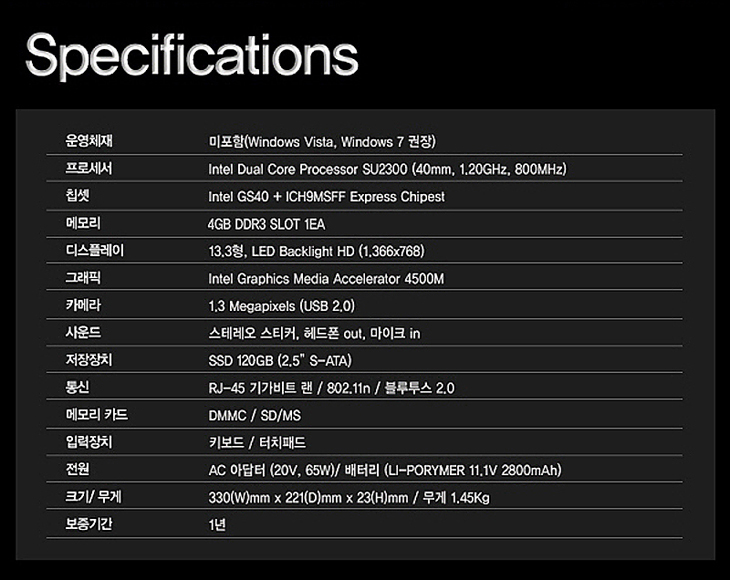 Specifications
운영체재 미포함(Windows Vista, Windows 7 권장)
프로세서 Intel Dual Core Processor SU2300 (40mm, 1.20GHz, 800MHz)
칩셋 Intel GS40 + ICH9MSFF Express Chipest
메모리 4GB DDR3 SLOT 1EA
디스플레이 13.3형, LED Backlight HD (1,366x768)
그래픽 Intel Graphics Media Accelerator 4500M
카메라 1.3 Megapixels (USB 2.0)
사운드 스테레오 스티커, 헤드폰 out, 마이크 in
저장장치 SSD 120GB (2.5" S-ATA)
통신 RJ-45 기가비트 랜 / 802.11n / 블루투스 2.0
메모리 카드 DMMC / SD/MS
입력장치 키보드 / 터치패드
전원 AC 아답터 (20V, 65W)/ 배터리 (LI-PORYMER 11.1V 2800mAh)
크기/ 무게 330(W)mm x 221(D)mm x 23(H)mm / 무게 1.45Kg
보증기간 1년